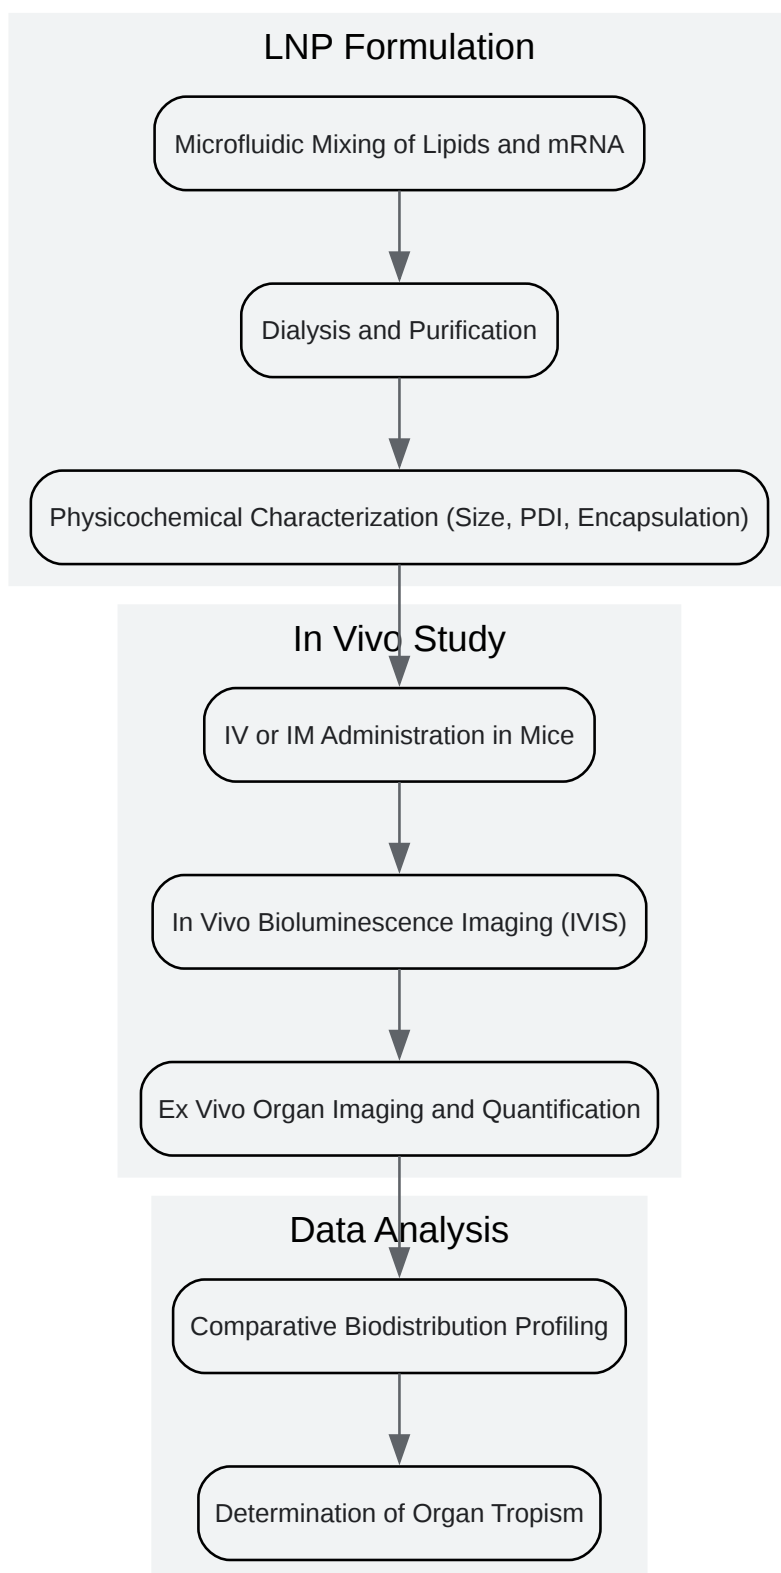 LNP Formulation
Microfluidic Mixing of Lipids and mRNA
Dialysis and Purification
Physicochemical Characterization (Size, PDI, Encapsulation)
In Vivo Study
IV or IM Administration in Mice
In Vivo Bioluminescence Imaging (IVIS)
Ex Vivo Organ Imaging and Quantification
Data Analysis
Comparative Biodistribution Profiling
Determination of Organ Tropism